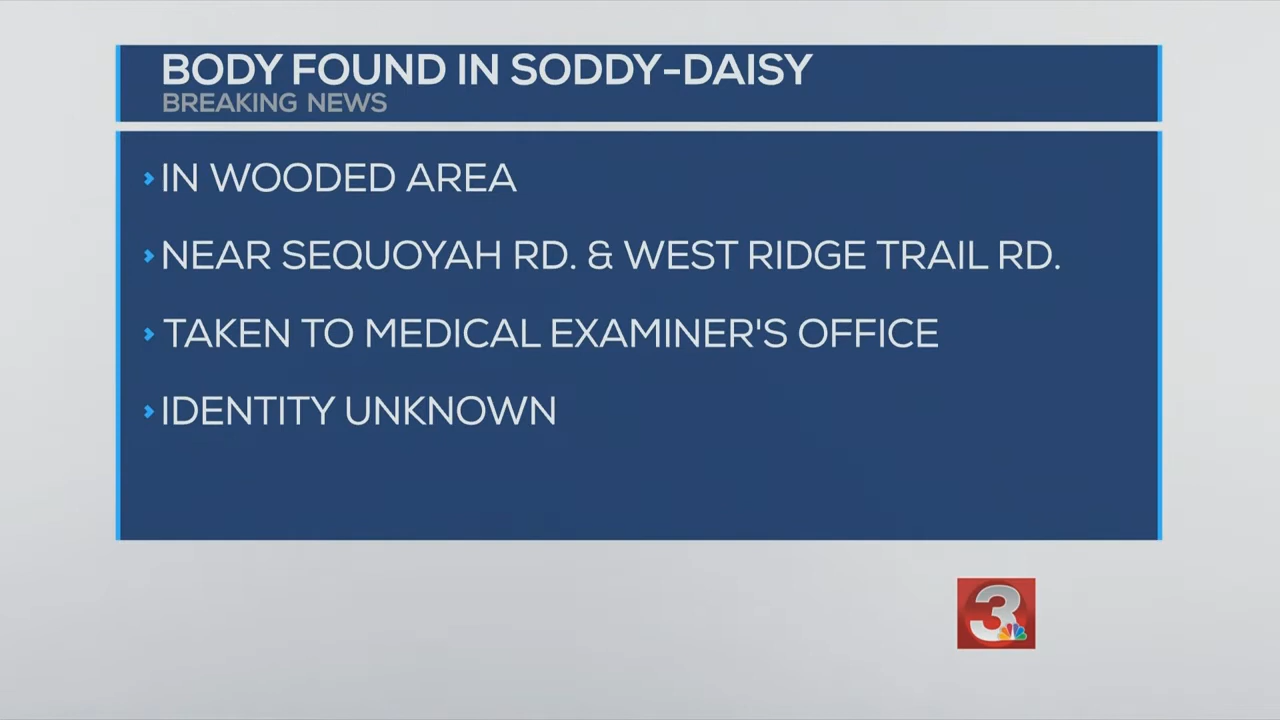 BODY FOUND IN SODDY-DAISY
BREAKING NEWS
IN WOODED AREA
NEAR SEQUOYAH RD. & WEST RIDGE TRAIL RD.
TAKEN TO MEDICAL EXAMINER'S OFFICE
IDENTITY UNKNOWN
3